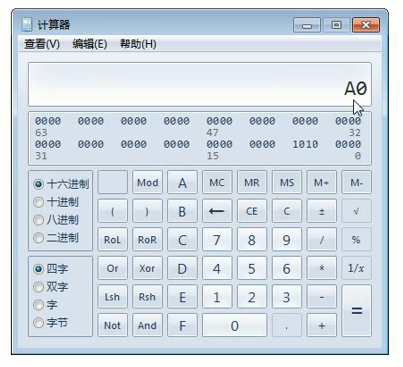 计算器
查看(V) 编辑(E) 帮助(H)
A0
0000 0000 0000 0000 0000 0000 0000 0000
63 47 32
0000 0000 0000 0000 0000 0000 1010 0000
31 15 0
十六进制 Mod A MC MR MS M+ M-
十进制
八进制 ( ) B ← CE C ± √
二进制 RoL RoR C 7 8 9 / %
四字 Or Xor D 4 5 6 * 1/x
双字
字 Lsh Rsh E 1 2 3 - =
字节 Not And F 0 . +